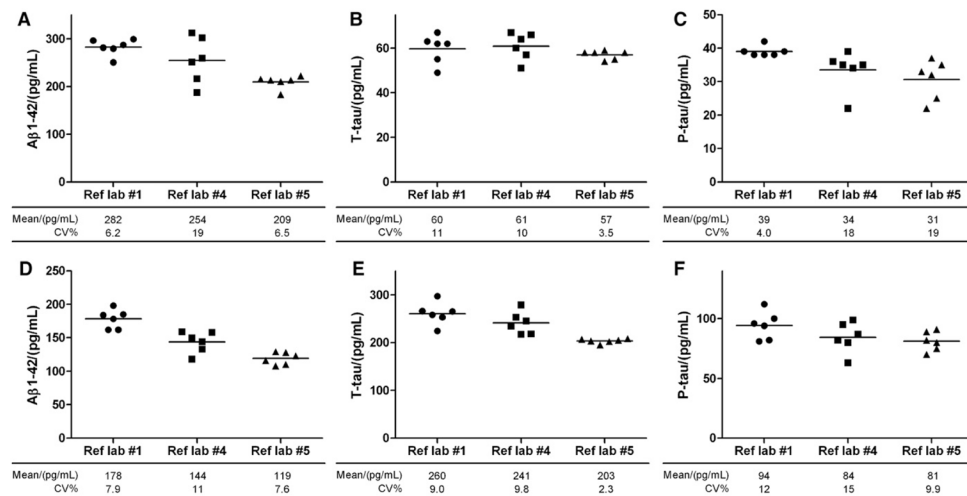 A
Aβ1-42/(pg/mL)
300
200
100
0
Ref lab #1 Ref lab #4 Ref lab #5
Mean/(pg/mL) 282 254 209
CV% 6.2 19 6.5
B
T-tau/(pg/mL)
60
40
20
0
Ref lab #1 Ref lab #4 Ref lab #5
Mean/(pg/mL) 60 61 57
CV% 11 10 3.5
C
P-tau/(pg/mL)
50
40
30
20
10
0
Ref lab #1 Ref lab #4 Ref lab #5
Mean/(pg/mL) 39 34 31
CV% 4.0 18 19
D
Aβ1-42/(pg/mL)
250
200
150
100
50
0
Ref lab #1 Ref lab #4 Ref lab #5
Mean/(pg/mL) 178 144 119
CV% 7.9 11 7.6
E
T-tau/(pg/mL)
300
200
100
0
Ref lab #1 Ref lab #4 Ref lab #5
Mean/(pg/mL) 260 241 203
CV% 9.0 9.8 2.3
F
P-tau/(pg/mL)
100
50
0
Ref lab #1 Ref lab #4 Ref lab #5
Mean/(pg/mL) 94 84 81
CV% 12 15 9.9